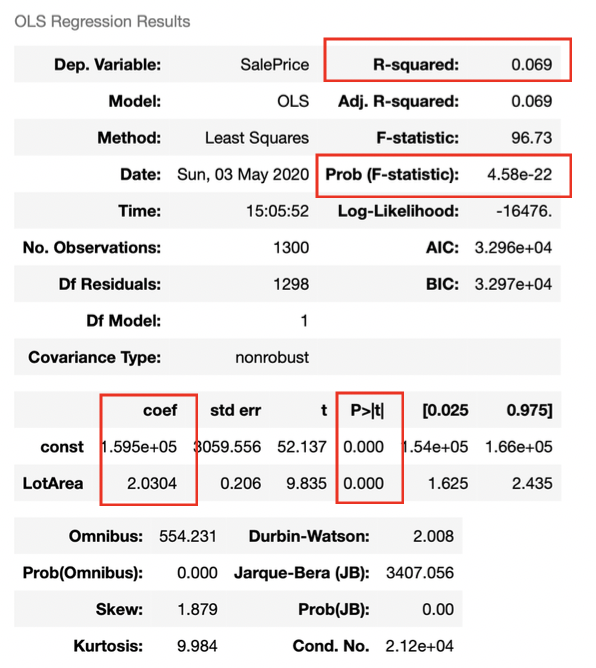 OLS Regression Results
Dep. Variable: SalePrice R-squared: 0.069
Model: OLS Adj. R-squared: 0.069
Method: Least Squares F-statistic: 96.73
Date: Sun, 03 May 2020 Prob (F-statistic): 4.58e-22
Time: 15:05:52 Log-Likelihood: -16476.
No. Observations: 1300 AIC: 3.296e+04
Df Residuals: 1298 BIC: 3.297e+04
Df Model: 1
Covariance Type: nonrobust
coef std err t P>|t| [0.025 0.975]
const 1.595e+05 3059.556 52.137 0.000 1.54e+05 1.66e+05
LotArea 2.0304 0.206 9.835 0.000 1.625 2.435
Omnibus: 554.231 Durbin-Watson: 2.008
Prob(Omnibus): 0.000 Jarque-Bera (JB): 3407.056
Skew: 1.879 Prob(JB): 0.00
Kurtosis: 9.984 Cond. No. 2.12e+04